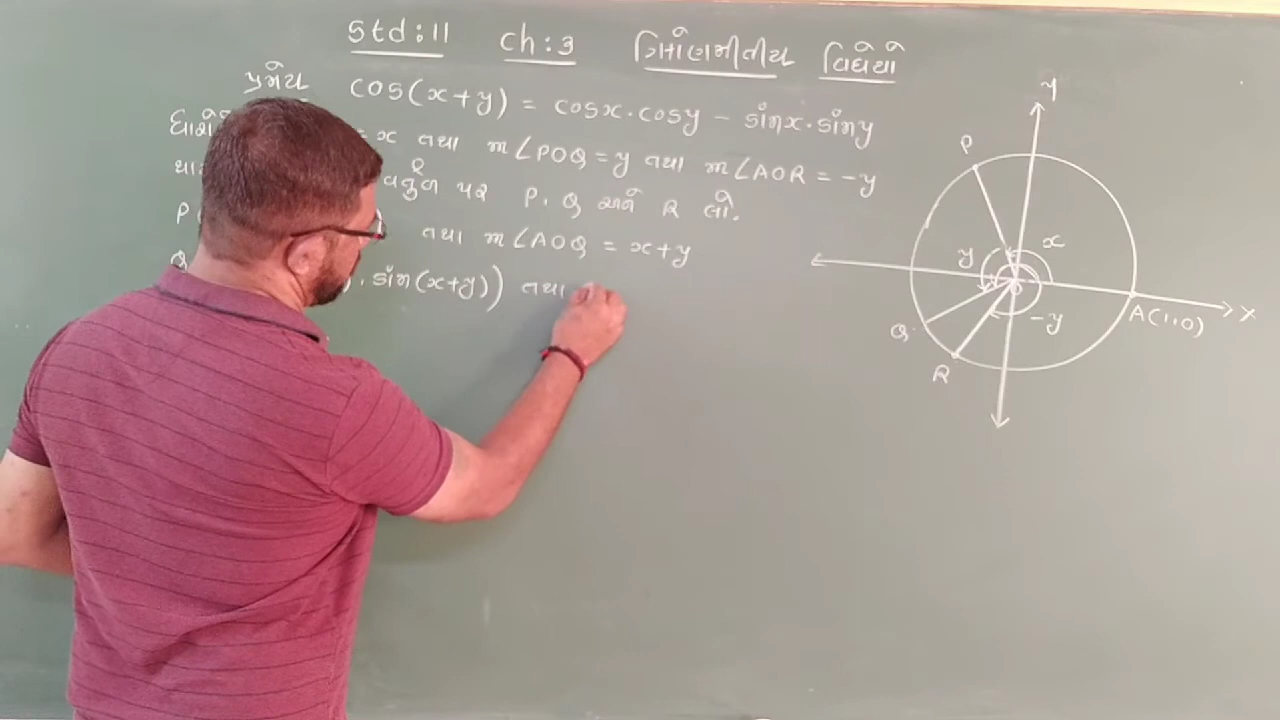 Std:11 ch:3 ત્રિકોણમીતીય વિધેયો
પ્રમેય cos(x+y) = cosx.cosy - sinx.siny
= x તથા m∠POQ = y તથા m∠AOR = -y
વર્તુળ પર P, Q અને R લો.
P તથા m∠AOQ = x+y
Q . sin(x+y)) તથા
y
P
x
y
-y
A(1,0)
X
Q
R